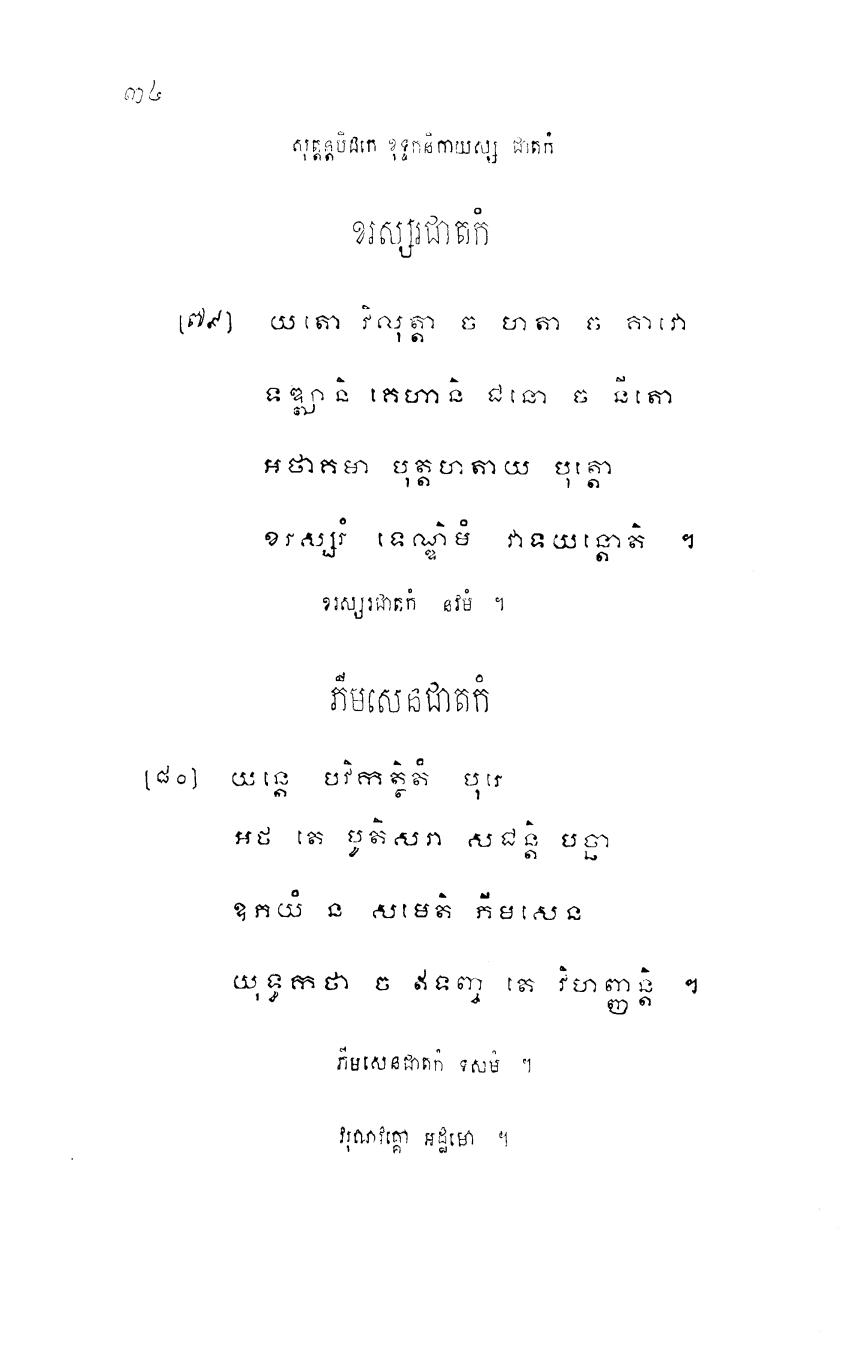 ៣៤
សុត្តន្តបិដកេ ខុទ្ទកនិកាយស្ស ជាតកំ
ខរស្សរជាតកំ
[៧៩] យតោ វិលុត្តា ច ហតា ច គាវោ
ទឌ្ឍានិ គេហានិ ជនោ ច នីតោ
អថាគមា បុត្តហតាយ បុត្តោ
ខរស្សរំ ទេណ្ឌិមំ វាទយន្តោតិ ។
ខរស្សរជាតកំ នវមំ ។
ភីមសេនជាតកំ
[៨០] យន្តេ បវិកត្ថិតំ បុរេ
អថ តេ បូតិសរា សជន្តិ បច្ឆា
ឧភយំ ន សមេតិ ភីមសេន
យុទ្ធកថា ច ឥទញ្ច តេ វិហញ្ញន្តិ ។
ភីមសេនជាតកំ ទសមំ ។
វរុណវគ្គោ អដ្ឋមោ ។